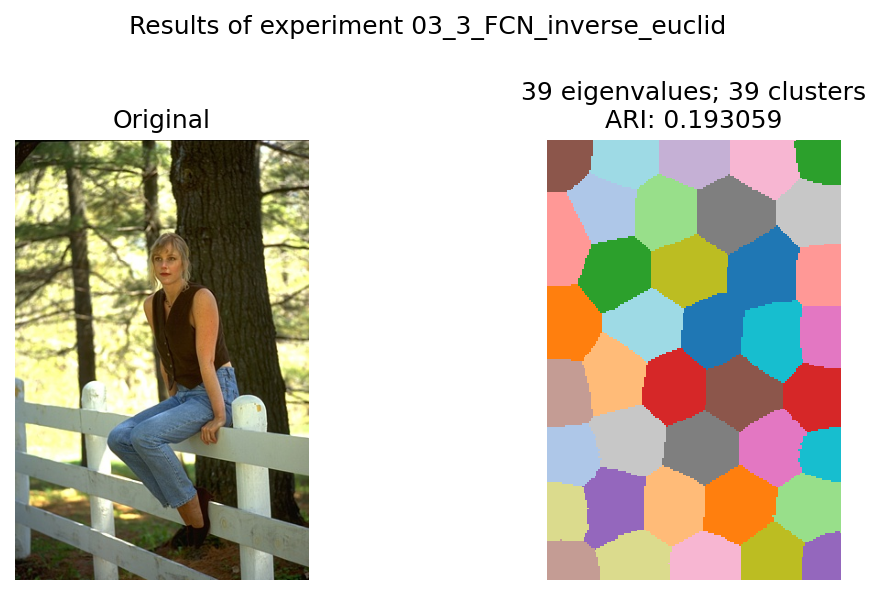 Results of experiment 03_3_FCN_inverse_euclid
Original
39 eigenvalues; 39 clusters
ARI: 0.193059